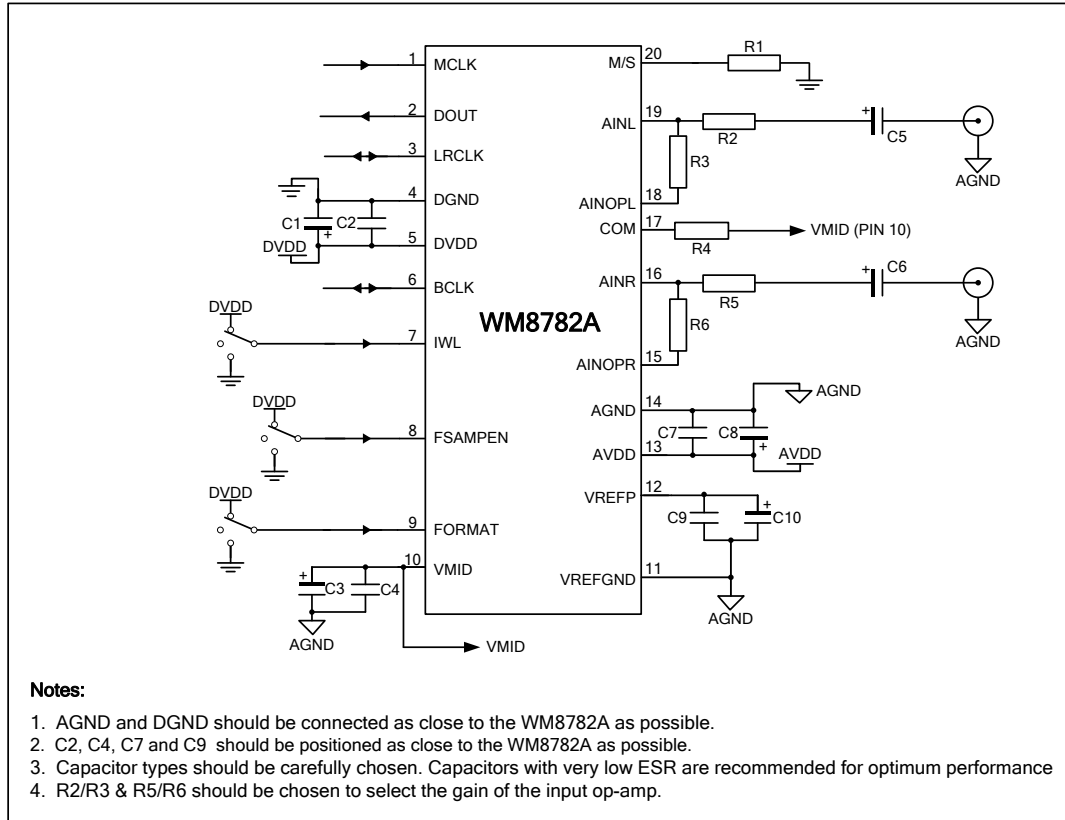 20
R1
1
MCLK
M/S
19
2
DOUT
AINL
+
C5
R2
3
LRCLK
R3
AGND
4
DGND
18
AINOPL
C1
+
C2
17
COM
VMID (PIN 10)
5
DVDD
DVDD
R4
6
BCLK
16
AINR
+
C6
R5
DVDD
WM8782A
R6
AGND
7
IWL
15
AINOPR
DVDD
14
AGND
AGND
8
FSAMPEN
C7
C8
+
13
AVDD
AVDD
DVDD
12
VREFP
C9
+
C10
9
FORMAT
10
VMID
+
C3
C4
11
VREFGND
AGND
AGND
VMID
Notes:
1. AGND and DGND should be connected as close to the WM8782A as possible.
2. C2, C4, C7 and C9 should be positioned as close to the WM8782A as possible.
3. Capacitor types should be carefully chosen. Capacitors with very low ESR are recommended for optimum performance
4. R2/R3 & R5/R6 should be chosen to select the gain of the input op-amp.